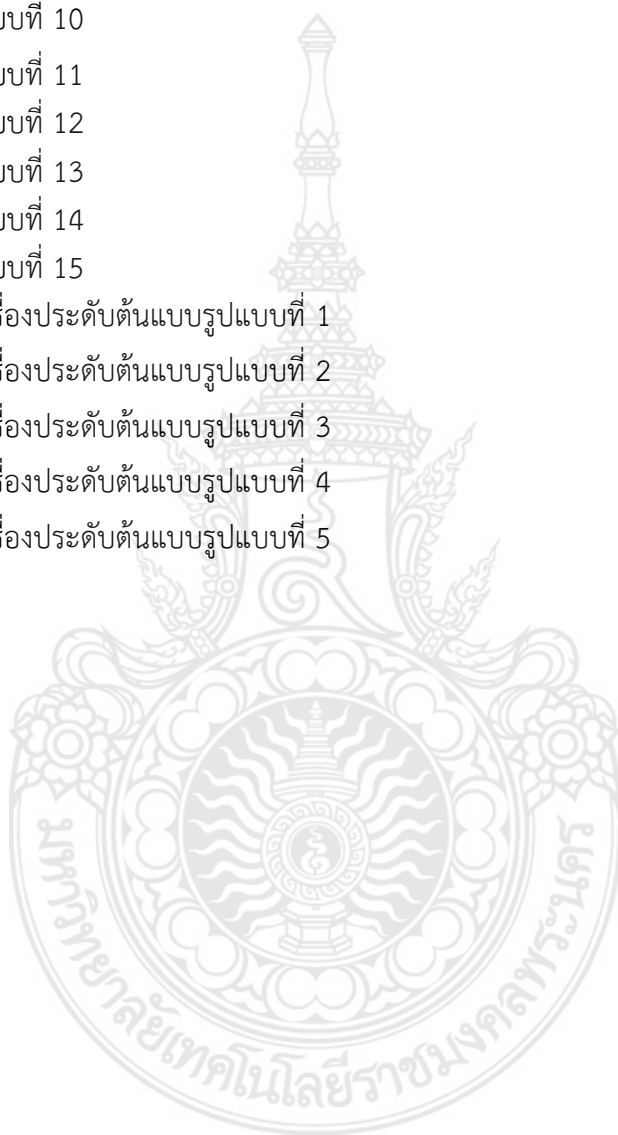 บบที่ 10
บบที่ 11
บบที่ 12
บบที่ 13
บบที่ 14
บบที่ 15
องประดับต้นแบบรูปแบบที่ 1
องประดับต้นแบบรูปแบบที่ 2
องประดับต้นแบบรูปแบบที่ 3
องประดับต้นแบบรูปแบบที่ 4
องประดับต้นแบบรูปแบบที่ 5
มหาวิทยาลัยเทคโนโลยีราชมงคลพระนคร